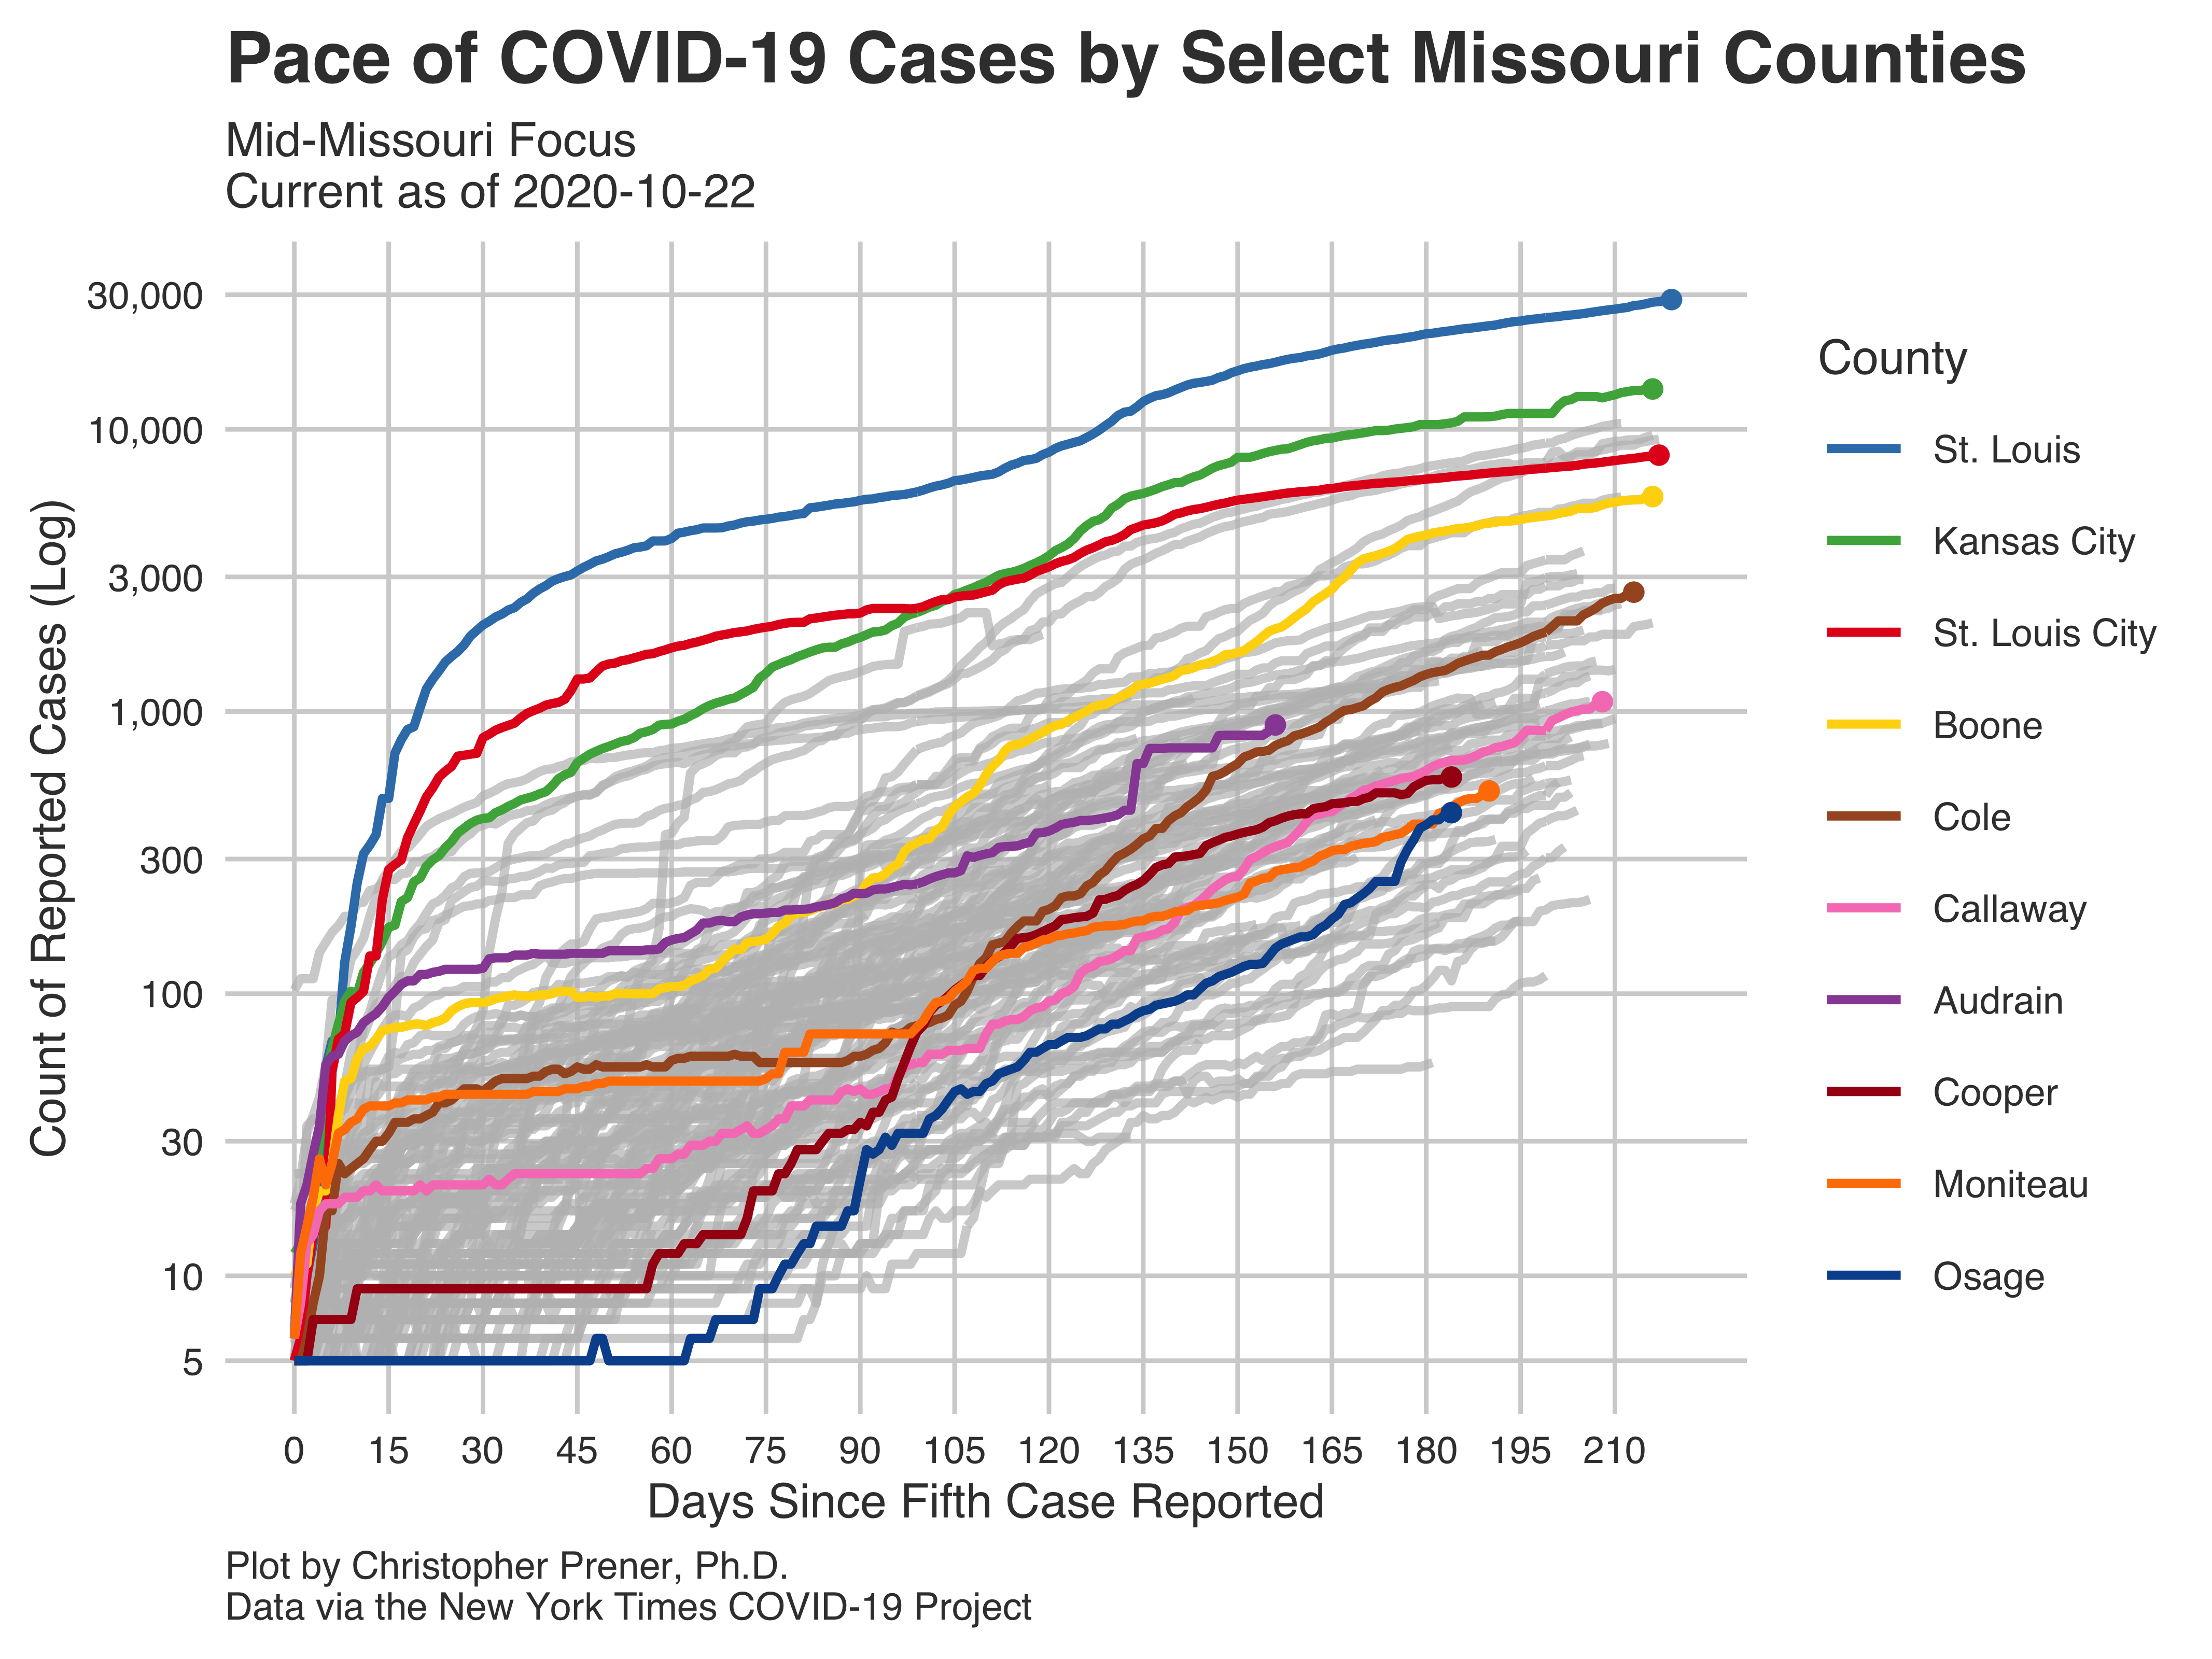 Pace of COVID-19 Cases by Select Missouri Counties
Mid-Missouri Focus
Current as of 2020-10-22
Count of Reported Cases (Log)
30,000
10,000
3,000
1,000
300
100
30
10
5
0 15 30 45 60 75 90 105 120 135 150 165 180 195 210
Days Since Fifth Case Reported
County
St. Louis
Kansas City
St. Louis City
Boone
Cole
Callaway
Audrain
Cooper
Moniteau
Osage
Plot by Christopher Prener, Ph.D.
Data via the New York Times COVID-19 Project